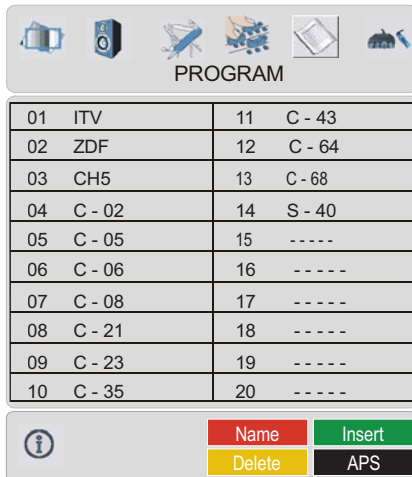 PROGRAM
01 ITV 11 C - 43
02 ZDF 12 C - 64
03 CH5 13 C - 68
04 C - 02 14 S - 40
05 C - 05 15 - - - - -
06 C - 06 16 - - - - -
07 C - 08 17 - - - - -
08 C - 21 18 - - - - -
09 C - 23 19 - - - - -
10 C - 35 20 - - - - -
i Name Insert
Delete APS